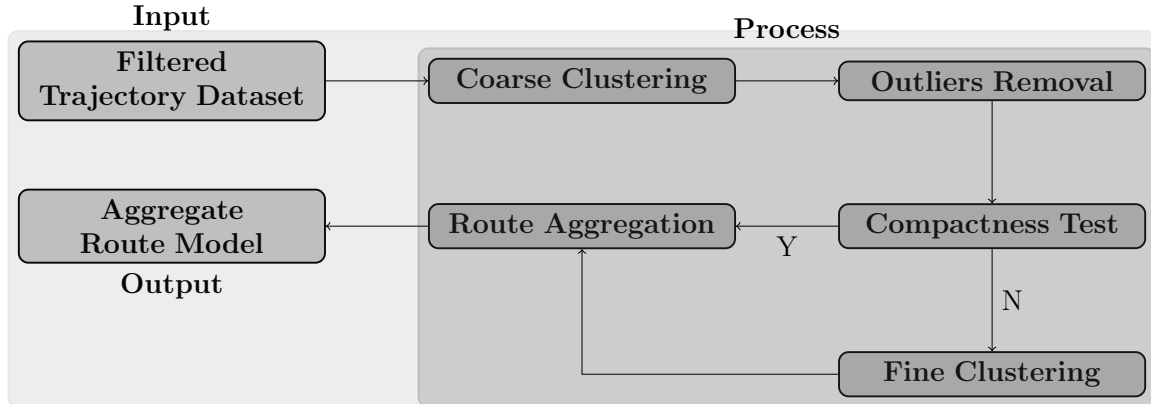 Input
Process
Filtered
Trajectory Dataset
Coarse Clustering
Outliers Removal
Aggregate
Route Model
Route Aggregation
Compactness Test
Y
Output
N
Fine Clustering